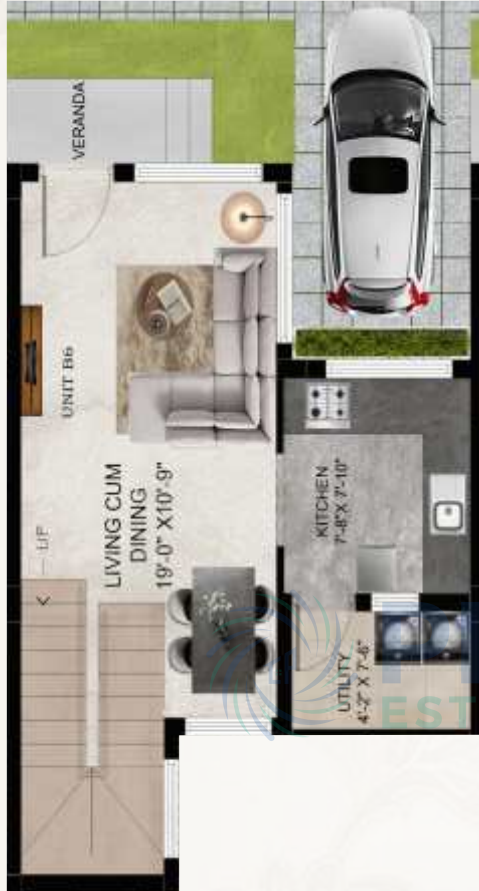 VERANDA
UNIT B6
LIVING CUM
DINING
19'-0" X10'-9"
KITCHEN
7'-8"X 7'-10"
UP
UTILITY
4'-2" X 7'-6"
EST